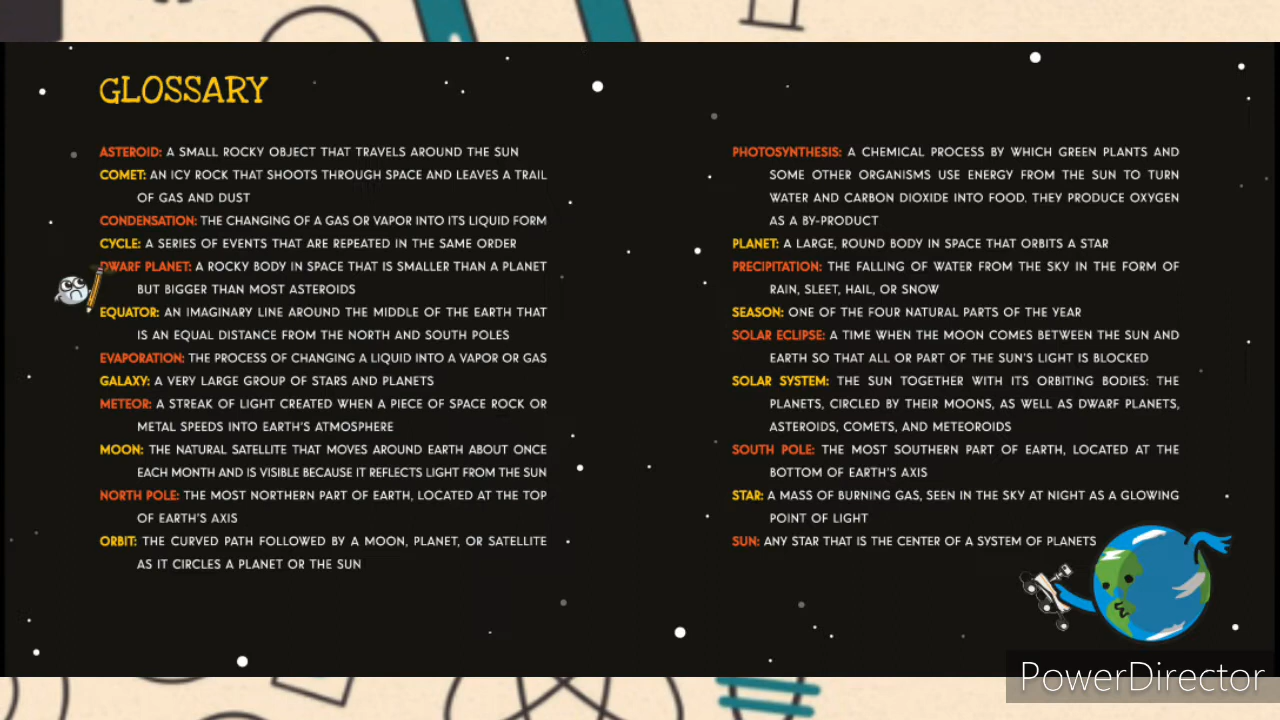 GLOSSARY
ASTEROID: A SMALL ROCKY OBJECT THAT TRAVELS AROUND THE SUN
COMET: AN ICY ROCK THAT SHOOTS THROUGH SPACE AND LEAVES A TRAIL
OF GAS AND DUST
CONDENSATION: THE CHANGING OF A GAS OR VAPOR INTO ITS LIQUID FORM
CYCLE: A SERIES OF EVENTS THAT ARE REPEATED IN THE SAME ORDER
DWARF PLANET: A ROCKY BODY IN SPACE THAT IS SMALLER THAN A PLANET
BUT BIGGER THAN MOST ASTEROIDS
EQUATOR: AN IMAGINARY LINE AROUND THE MIDDLE OF THE EARTH THAT
IS AN EQUAL DISTANCE FROM THE NORTH AND SOUTH POLES
EVAPORATION: THE PROCESS OF CHANGING A LIQUID INTO A VAPOR OR GAS
GALAXY: A VERY LARGE GROUP OF STARS AND PLANETS
METEOR: A STREAK OF LIGHT CREATED WHEN A PIECE OF SPACE ROCK OR
METAL SPEEDS INTO EARTH'S ATMOSPHERE
MOON: THE NATURAL SATELLITE THAT MOVES AROUND EARTH ABOUT ONCE
EACH MONTH AND IS VISIBLE BECAUSE IT REFLECTS LIGHT FROM THE SUN
NORTH POLE: THE MOST NORTHERN PART OF EARTH, LOCATED AT THE TOP
OF EARTH'S AXIS
ORBIT: THE CURVED PATH FOLLOWED BY A MOON, PLANET, OR SATELLITE
AS IT CIRCLES A PLANET OR THE SUN
PHOTOSYNTHESIS: A CHEMICAL PROCESS BY WHICH GREEN PLANTS AND
SOME OTHER ORGANISMS USE ENERGY FROM THE SUN TO TURN
WATER AND CARBON DIOXIDE INTO FOOD. THEY PRODUCE OXYGEN
AS A BY-PRODUCT
PLANET: A LARGE, ROUND BODY IN SPACE THAT ORBITS A STAR
PRECIPITATION: THE FALLING OF WATER FROM THE SKY IN THE FORM OF
RAIN, SLEET, HAIL, OR SNOW
SEASON: ONE OF THE FOUR NATURAL PARTS OF THE YEAR
SOLAR ECLIPSE: A TIME WHEN THE MOON COMES BETWEEN THE SUN AND
EARTH SO THAT ALL OR PART OF THE SUN'S LIGHT IS BLOCKED
SOLAR SYSTEM: THE SUN TOGETHER WITH ITS ORBITING BODIES: THE
PLANETS, CIRCLED BY THEIR MOONS, AS WELL AS DWARF PLANETS,
ASTEROIDS, COMETS, AND METEOROIDS
SOUTH POLE: THE MOST SOUTHERN PART OF EARTH, LOCATED AT THE
BOTTOM OF EARTH'S AXIS
STAR: A MASS OF BURNING GAS, SEEN IN THE SKY AT NIGHT AS A GLOWING
POINT OF LIGHT
SUN: ANY STAR THAT IS THE CENTER OF A SYSTEM OF PLANETS
PowerDirector